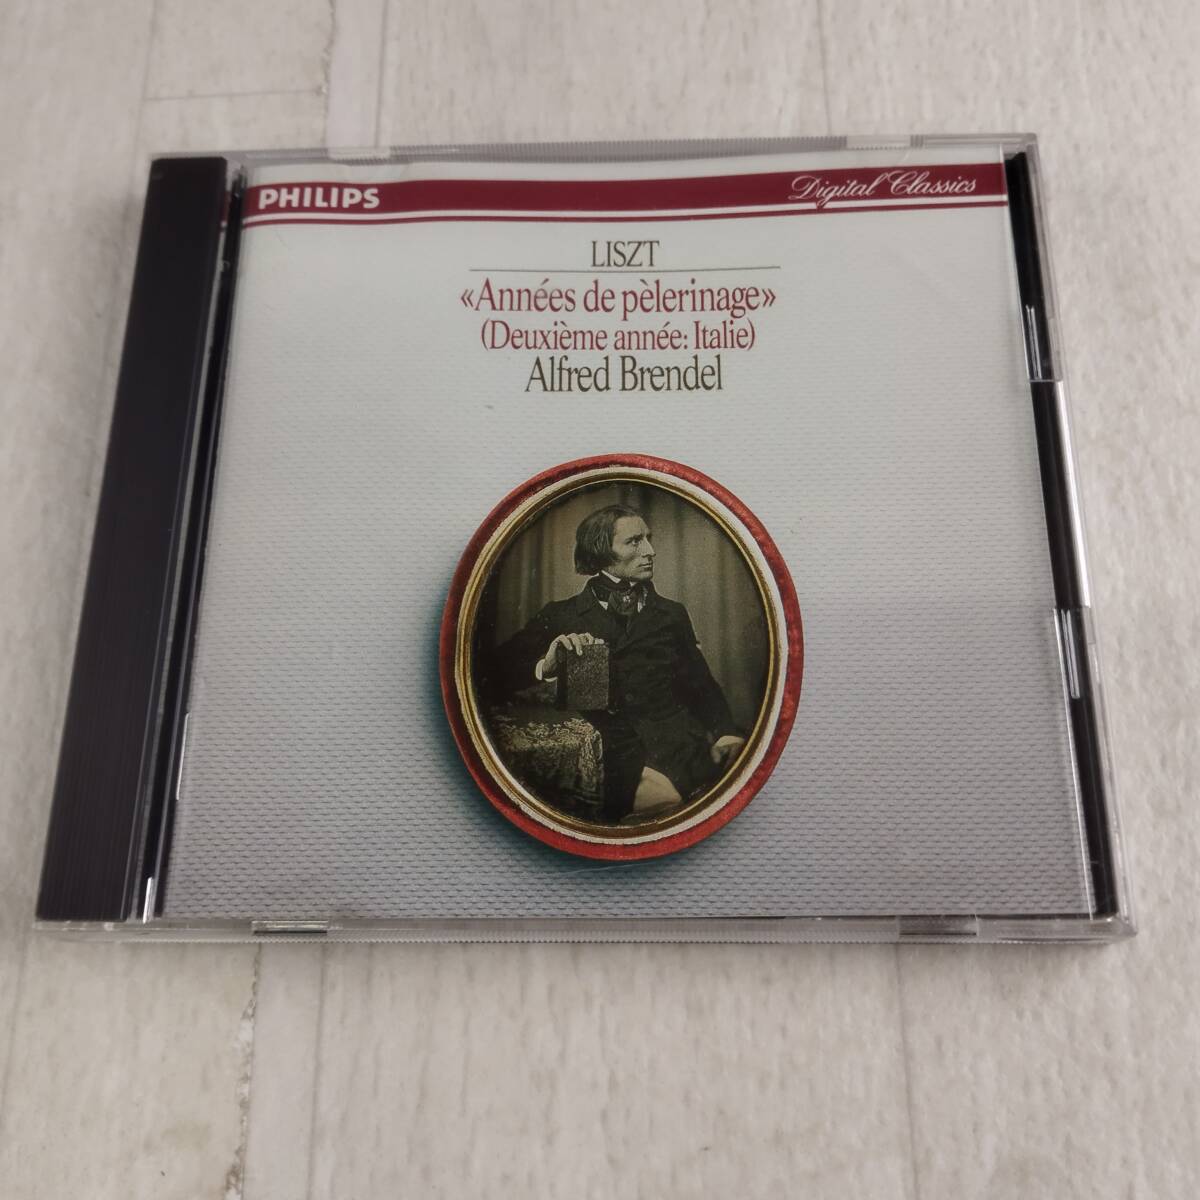 PHILIPS
Digital Classics
LISZT
«Années de pèlerinage»
(Deuxième année: Italie)
Alfred Brendel